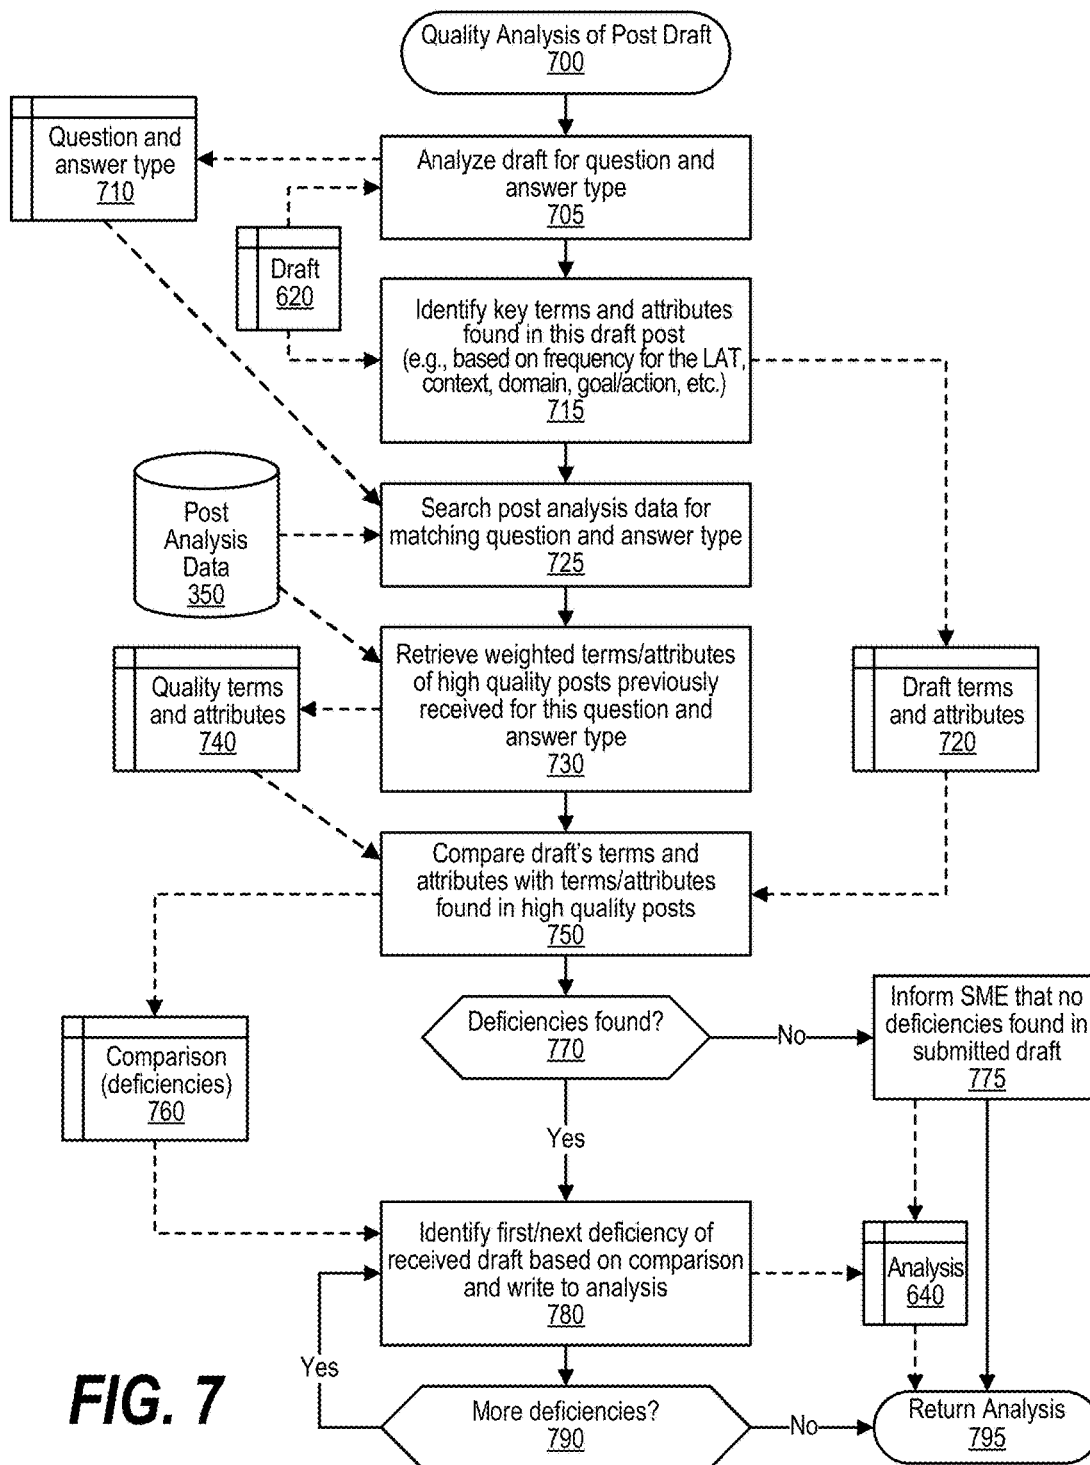 Quality Analysis of Post Draft
700
Question and
answer type
710
Analyze draft for question and
answer type
705
Draft
620
Identify key terms and attributes
found in this draft post
(e.g., based on frequency for the LAT,
context, domain, goal/action, etc.)
715
Post
Analysis
Data
350
Search post analysis data for
matching question and answer type
725
Quality terms
and attributes
740
Retrieve weighted terms/attributes
of high quality posts previously
received for this question and
answer type
730
Draft terms
and attributes
720
Compare draft's terms and
attributes with terms/attributes
found in high quality posts
750
Comparison
(deficiencies)
760
Deficiencies found?
770
No
Inform SME that no
deficiencies found in
submitted draft
775
Yes
Identify first/next deficiency of
received draft based on comparison
and write to analysis
780
Analysis
640
Yes
FIG. 7
More deficiencies?
790
No
Return Analysis
795